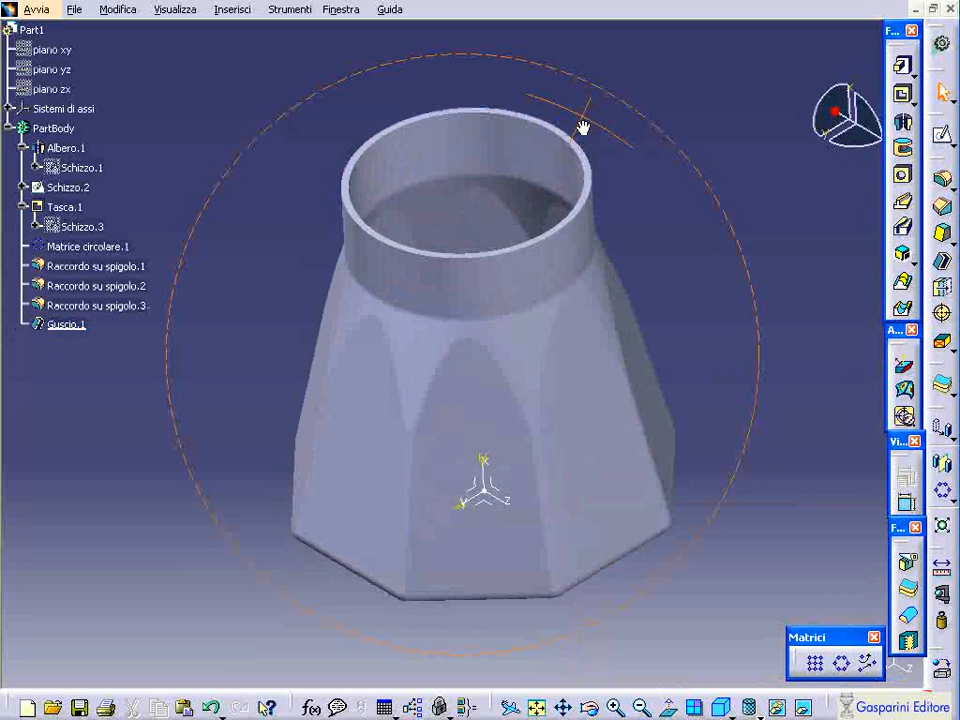 Avvia File Modifica Visualizza Inserisci Strumenti Finestra Guida
Part1
piano xy
piano yz
piano zx
Sistemi di assi
PartBody
Albero.1
Schizzo.1
Schizzo.2
Tasca.1
Schizzo.3
Matrice circolare.1
Raccordo su spigolo.1
Raccordo su spigolo.2
Raccordo su spigolo.3
Guscio.1
F...
A...
Vi...
F...
Matrici
X
Y
Z
f(x)
Gasparini Editore